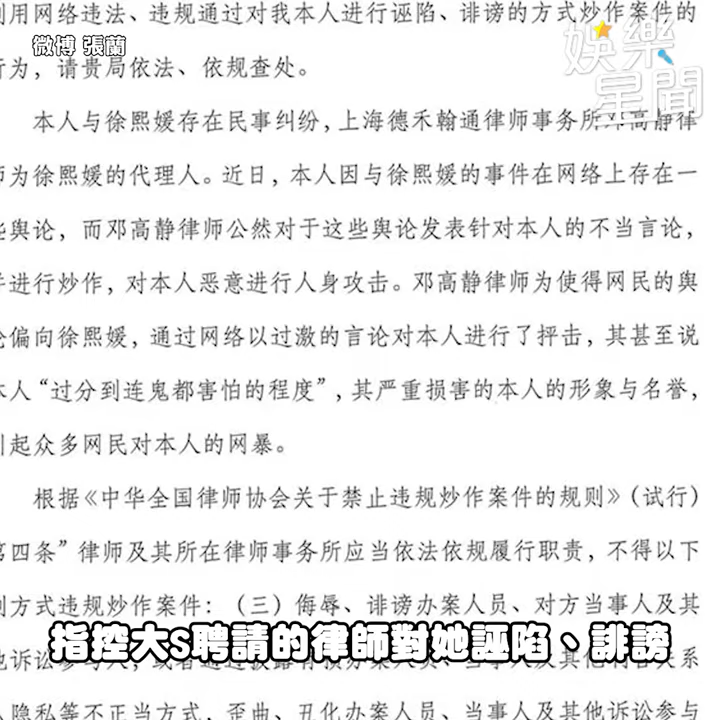 用网络违法、违规通过对我本人进行诬陷、诽谤的方式炒作案件的
微博 張蘭
娛樂星聞
为，请贵局依法、依规查处。
本人与徐熙媛存在民事纠纷，上海德禾翰通律师事务所邓高静律
为徐熙媛的代理人。近日，本人因与徐熙媛的事件在网络上存在一
舆论，而邓高静律师公然对于这些舆论发表针对本人的不当言论，
进行炒作，对本人恶意进行人身攻击。邓高静律师为使得网民的舆
偏向徐熙媛，通过网络以过激的言论对本人进行了抨击，其甚至说
人“过分到连鬼都害怕的程度”，其严重损害的本人的形象与名誉，
起众多网民对本人的网暴。
根据《中华全国律师协会关于禁止违规炒作案件的规则》（试行）
第四条”律师及其所在律师事务所应当依法依规履行职责，不得以下
方式违规炒作案件：（三）侮辱、诽谤办案人员、对方当事人及其
指控大S聘請的律師對她誣陷、誹謗
隐私等不正当方式，歪曲、丑化办案人员、当事人及其他诉讼参与